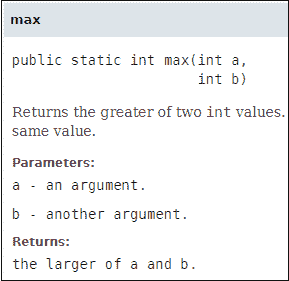 max
public static int max(int a,
int b)
Returns the greater of two int values.
same value.
Parameters:
a - an argument.
b - another argument.
Returns:
the larger of a and b.